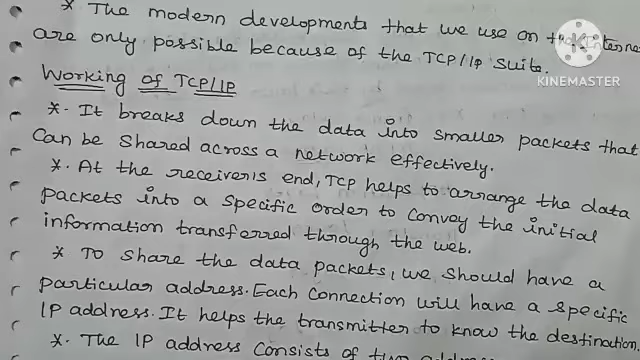 * The modern developments that we use on the
are only possible because of the TCP/IP suite.
KINEMASTER
Working of TCP/IP
*. It breaks down the data into smaller packets that
can be shared across a network effectively.
*. At the receiver's end, TCP helps to arrange the data
packets into a specific order to convay the initial
information transferred through the web.
* To share the data packets, we should have a
particular address. Each connection will have a specific
IP address. It helps the transmitter to know the destination
*. The IP address consists of two